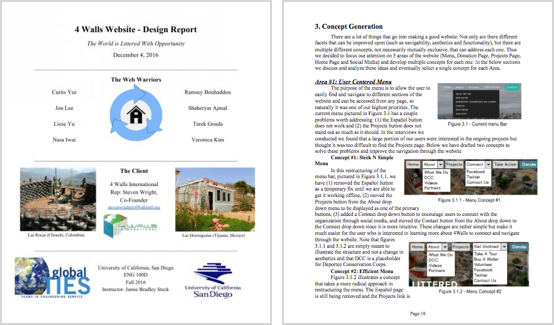 4 Walls Website - Design Report
The World is Littered With Opportunity
December 4, 2016
The Web Warriors
Curtis Yee
Jon Lee
Yize Lin
Nasa Iwai
Ramsey Bouhaddou
Shaheryar Ajmal
Tarek Gouda
Veronica Kim
The Client
4 Walls International
Rep: Steven Wright,
Co-Founder
Las Hormiguitas (Tijuana, Mexico)
global
TIES
TEAMS IN ENGINEERING SERVICE
University of California, San Diego
ENG 100D
Fall 2016
Instructor: Jamie Bradley Stock
University of California
San Diego
3. Concept Generation
There are a lot of things that go into making a good website. Not only are there different
facets that can be improved upon (such as navigability, aesthetics and functionality), but there are
multiple different concepts, not necessarily mutually exclusive, that can address each one. Thus
we decided to focus our attention on 5 areas of the website (Menu, Donation Page, Projects Page,
Home Page and Social Media) and develop multiple concepts for each one. In the below sections
we discuss and analyze these ideas and eventually select a single concept for each Area.
Area #1: User Centered Menu
The purpose of the menu is to allow the user to
easily find and navigate to different sections of the
website and can be accessed from any page, so
naturally it was one of our highest priorities. The
current menu pictured in Figure 3.1 has a couple
problems worth addressing: (1) the Español button
does not work and (2) the Projects button does not
stand out as much as it should. In the interviews we
conducted we found that a large portion of our users were interested in the ongoing projects but
thought it was too difficult to find the Projects page. Below we have drafted two concepts to
solve these problems and improve the navigation through the website
Figure 3.1 - Current menu Bar
Concept #1: Sleek N Simple
Menu
In this restructuring of the
menu bar, pictured in Figure 3.1.1, we
have (1) removed the Español button
as a temporary fix until we are able to
get it working offline, (2) moved the
Projects button from the About drop
down menu to be displayed as one of the primary
buttons, (3) added a Connect drop down button to encourage users to connect with the
organization through social media, and moved the Contact button from the About drop down to
the Connect drop down since it is more intuitive. These changes are rather simple but make it
much easier for the user who is interested in learning more about 4Walls to connect and navigate
through the website. Note that figures
3.1.1 and 3.1.2 are simply meant to
illustrate the structure and not a change
in aesthetics and that DCC is a placeholder
for Deportee Conservation Corps.
Home About Projects Connect Take Action Donate
What We Do
DCC
Videos
Partners
Facebook
Twitter
Contact Us
Figure 3.1.1 - Menu Concept #1
Concept #2: Efficient Menu
Figure 3.1.2 illustrates a concept
that takes a more radical approach in
restructuring the menu. The Español page
is still being removed and the Projects link is
Home About Projects Get Involved Donate
What We Do
DCC
Videos
Partners
Take A Tour
Buy A Wallet
Volunteer
Facebook
Twitter
Contact Us
LITTERED
Figure 3.1.2 - Menu Concept #2
Page 16